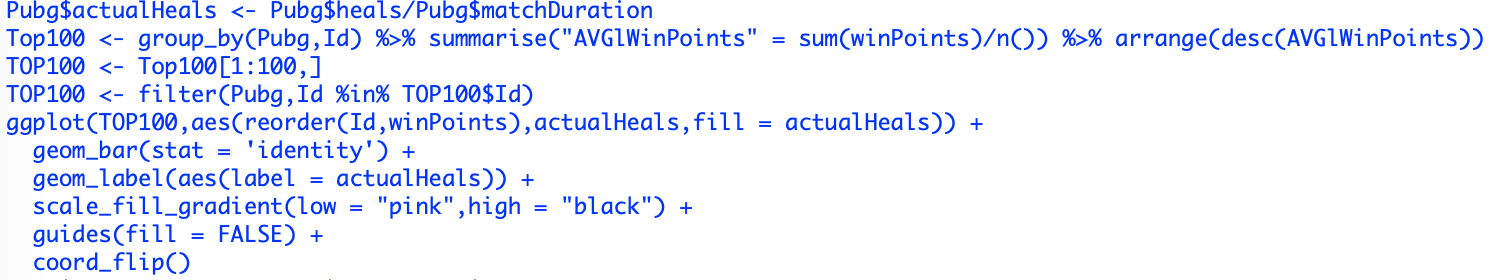 Pubg$actualHeals <- Pubg$heals/Pubg$matchDuration
Top100 <- group_by(Pubg,Id) %>% summarise("AVGlWinPoints" = sum(winPoints)/n()) %>% arrange(desc(AVGlWinPoints))
TOP100 <- Top100[1:100,]
TOP100 <- filter(Pubg,Id %in% TOP100$Id)
ggplot(TOP100,aes(reorder(Id,winPoints),actualHeals,fill = actualHeals)) +
  geom_bar(stat = 'identity') +
  geom_label(aes(label = actualHeals)) +
  scale_fill_gradient(low = "pink",high = "black") +
  guides(fill = FALSE) +
  coord_flip()